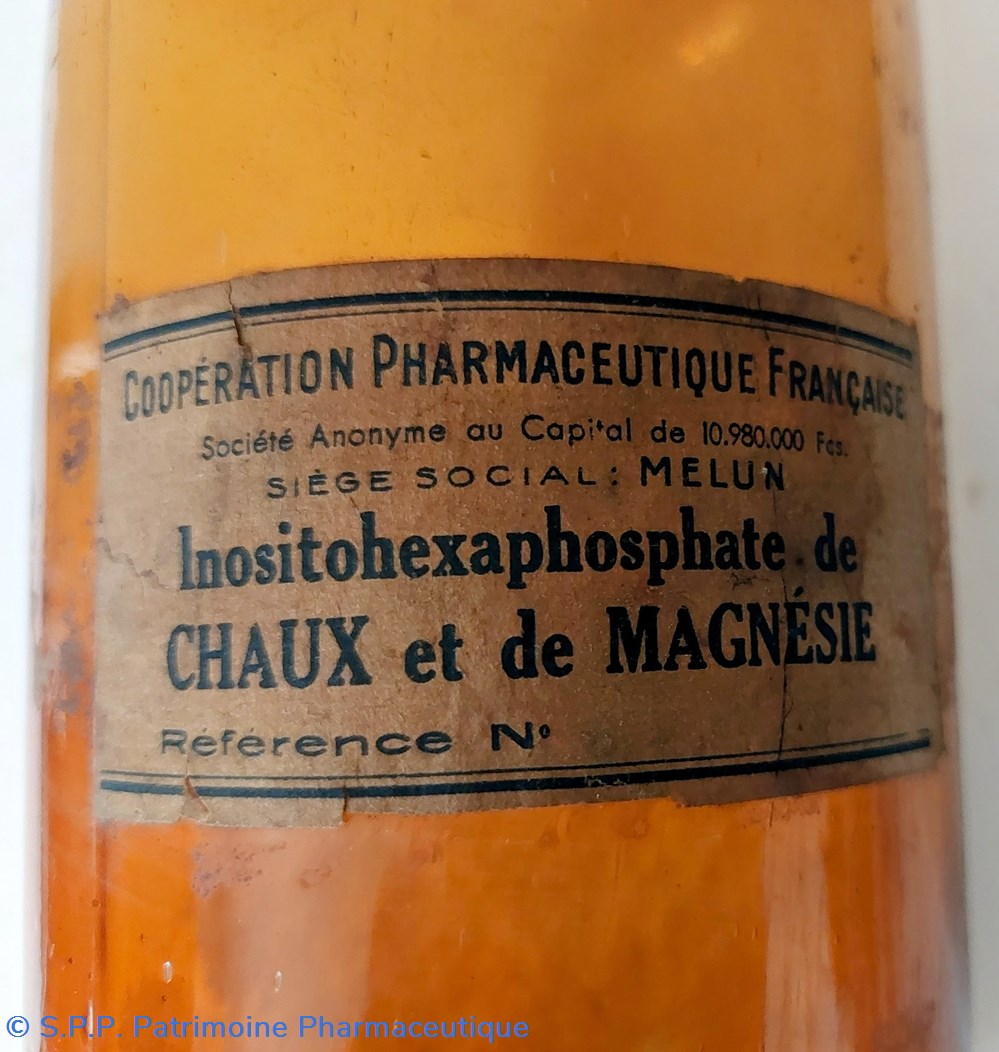 COOPÉRATION PHARMACEUTIQUE FRANÇAISE
Société Anonyme au Capital de 10.980.000 Fcs.
SIÈGE SOCIAL: MELUN
Inositohexaphosphate de
CHAUX et de MAGNÉSIE
Référence N°
© S.P.P. Patrimoine Pharmaceutique